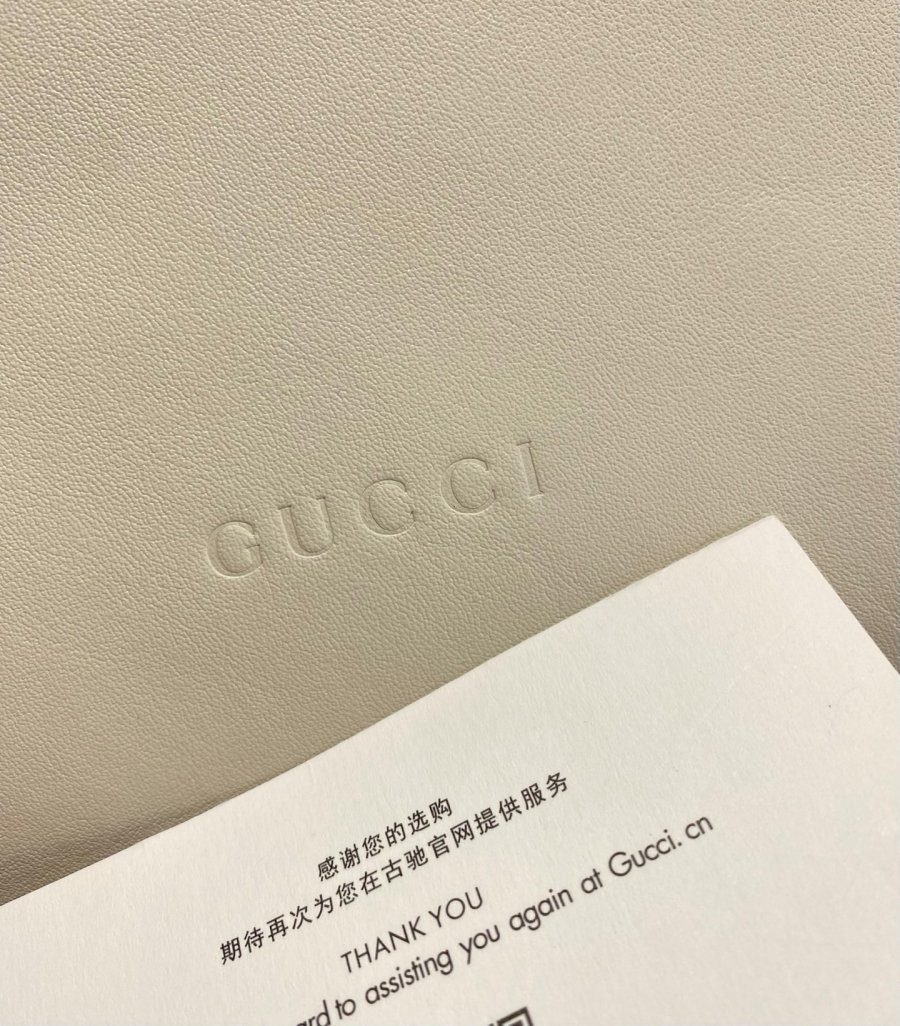 GUCCI
感谢您的选购
期待再次为您在古驰官网提供服务
THANK YOU
to assisting you again at Gucci.cn